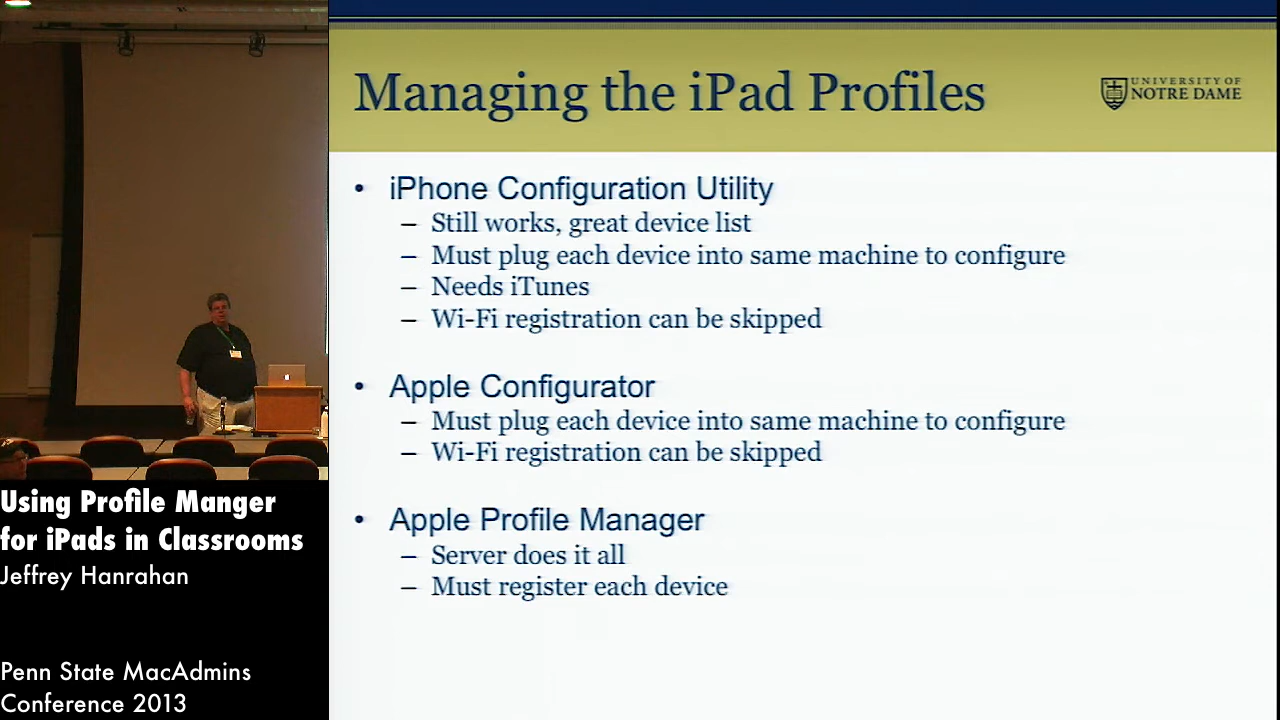 Managing the iPad Profiles
UNIVERSITY OF
NOTRE DAME
• iPhone Configuration Utility
– Still works, great device list
– Must plug each device into same machine to configure
– Needs iTunes
– Wi-Fi registration can be skipped
• Apple Configurator
– Must plug each device into same machine to configure
– Wi-Fi registration can be skipped
• Apple Profile Manager
– Server does it all
– Must register each device
Using Profile Manger
for iPads in Classrooms
Jeffrey Hanrahan
Penn State MacAdmins
Conference 2013